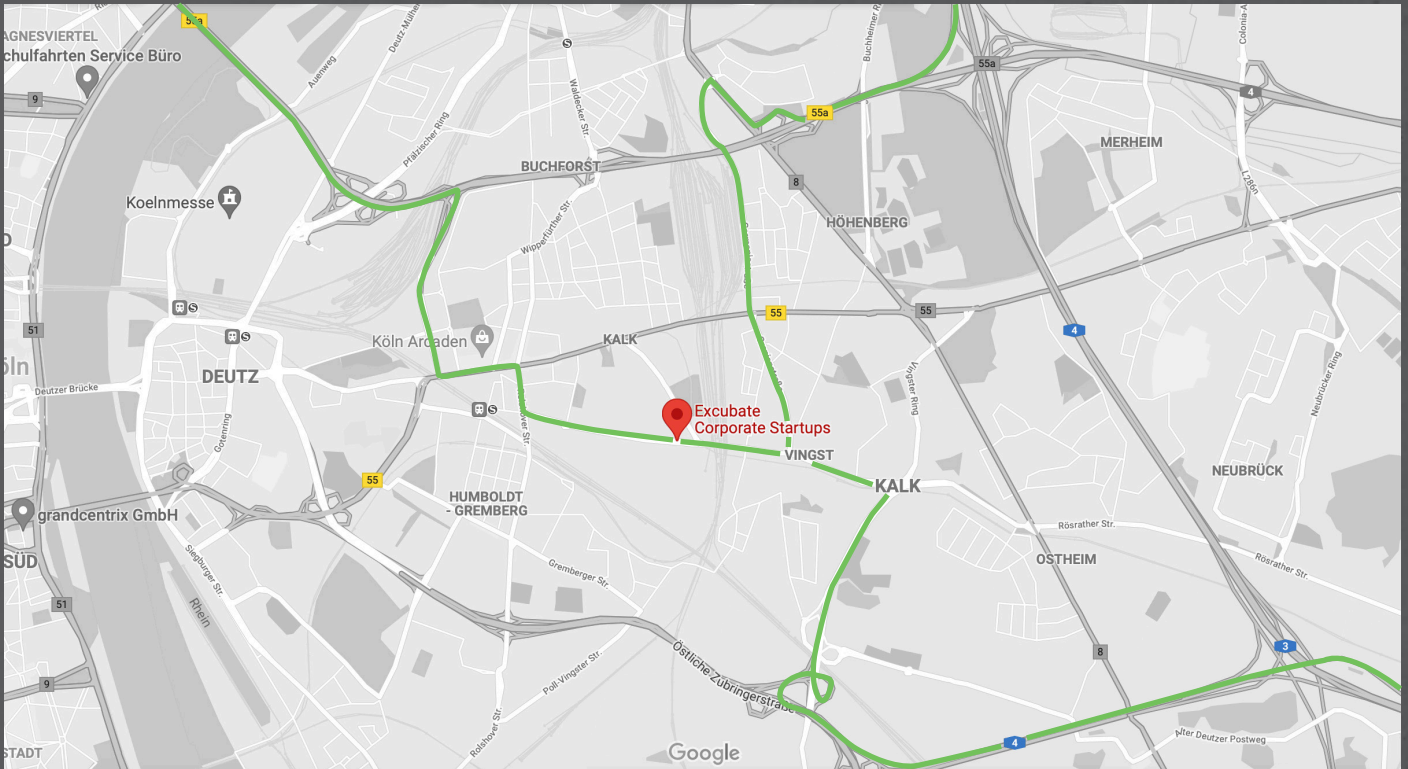 55a
AGNESVIERTEL
chulfahrten Service Büro
Auenweg
Deutz-Mülhei
S
Waldecker Str.
Buchheimer R
Colonia-A
55a
9
4
Pfälzischer Ring
55a
MERHEIM
BUCHFORST
8
L286n
Koelnmesse
Wipperfürther Str.
HÖHENBERG
S
55
55
51
S
Köln Arcaden
KALK
4
öln
DEUTZ
Deutzer Brücke
Vingster Ring
Neubrücker Ring
S
Excubate
Corporate Startups
Gotenring
VINGST
NEUBRÜCK
55
KALK
HUMBOLDT
- GREMBERG
grandcentrix GmbH
Rösrather Str.
SÜD
OSTHEIM
Rösrather Str.
Siegburger Str.
Gremberger Str.
51
Rhein
3
8
Östliche Zubringerstraße
Poll-Vingster Str.
9
Rolshover Str.
4
Alter Deutzer Postweg
STADT
Google